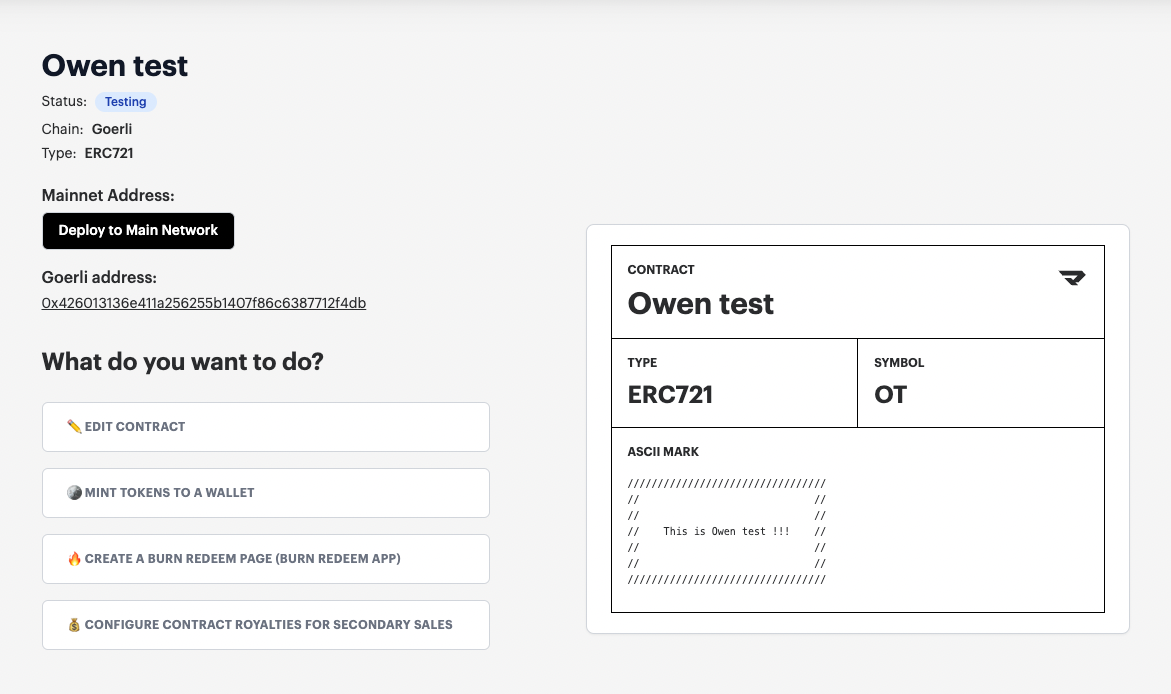 Owen test
Status: Testing
Chain: Goerli
Type: ERC721
Mainnet Address:
Deploy to Main Network
Goerli address:
0x426013136e411a256255b1407f86c6387712f4db
What do you want to do?
EDIT CONTRACT
MINT TOKENS TO A WALLET
CREATE A BURN REDEEM PAGE (BURN REDEEM APP)
CONFIGURE CONTRACT ROYALTIES FOR SECONDARY SALES
CONTRACT
Owen test
TYPE
ERC721
SYMBOL
OT
ASCII MARK
/////////////////////////////////
//                             //
//                             //
//    This is Owen test !!!    //
//                             //
//                             //
/////////////////////////////////